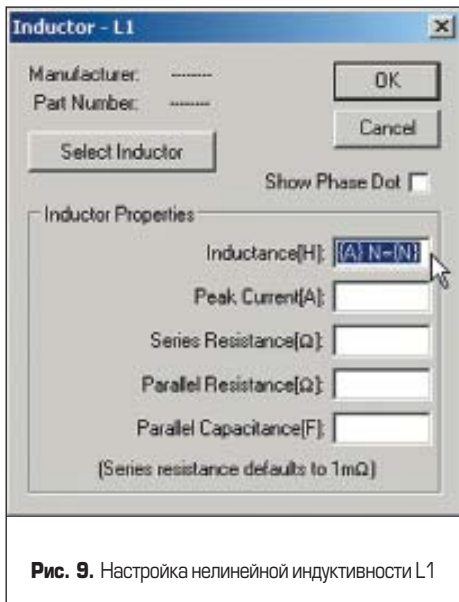 Inductor - L1
Manufacturer: --------
Part Number: --------
OK
Cancel
Select Inductor
Show Phase Dot
Inductor Properties
Inductance[H]: {A} N={N}
Peak Current[A]:
Series Resistance[Ω]:
Parallel Resistance[Ω]:
Parallel Capacitance[F]:
(Series resistance defaults to 1mΩ)
Рис. 9. Настройка нелинейной индуктивности L1